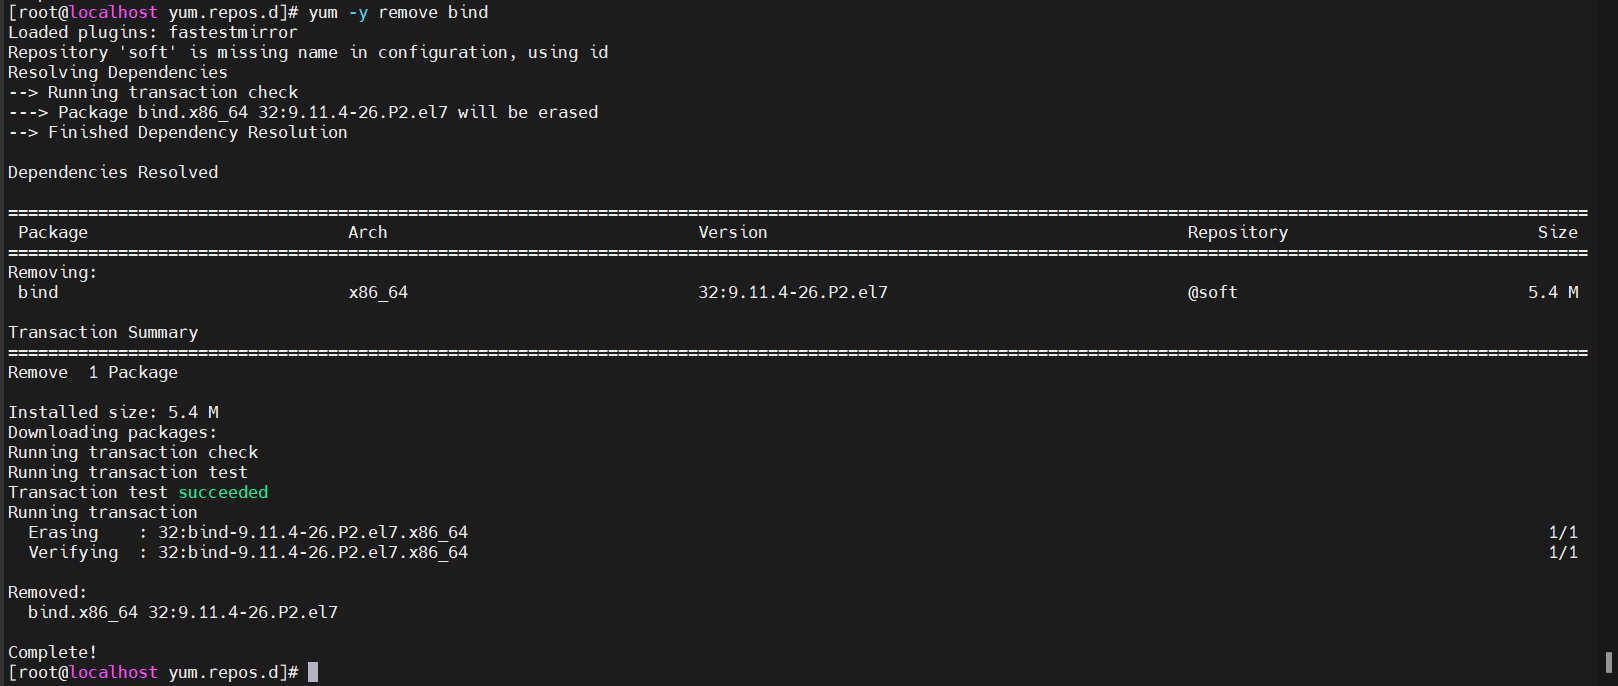 [root@localhost yum.repos.d]# yum -y remove bind
Loaded plugins: fastestmirror
Repository 'soft' is missing name in configuration, using id
Resolving Dependencies
--> Running transaction check
---> Package bind.x86_64 32:9.11.4-26.P2.el7 will be erased
--> Finished Dependency Resolution

Dependencies Resolved

==============================================================================================================================================================
 Package                          Arch                               Version                                          Repository                         Size
==============================================================================================================================================================
Removing:
 bind                             x86_64                             32:9.11.4-26.P2.el7                              @soft                             5.4 M

Transaction Summary
==============================================================================================================================================================
Remove  1 Package

Installed size: 5.4 M
Downloading packages:
Running transaction check
Running transaction test
Transaction test succeeded
Running transaction
  Erasing    : 32:bind-9.11.4-26.P2.el7.x86_64                                                                                                            1/1
  Verifying  : 32:bind-9.11.4-26.P2.el7.x86_64                                                                                                            1/1

Removed:
  bind.x86_64 32:9.11.4-26.P2.el7

Complete!
[root@localhost yum.repos.d]#